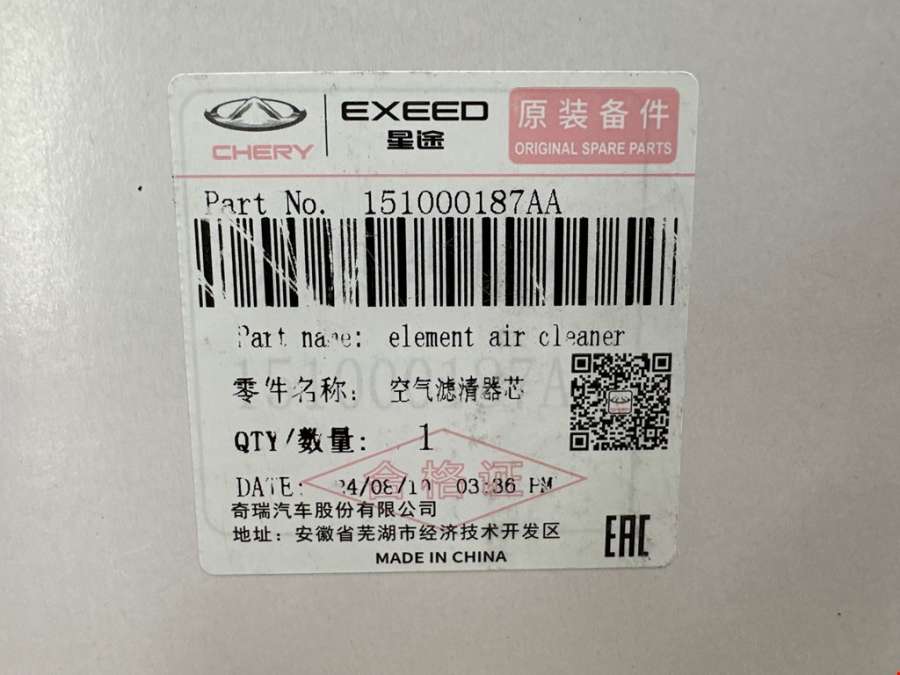 CHERY
EXEED
星途
原装备件
ORIGINAL SPARE PARTS
Part No. 151000187AA
Part name: element air cleaner
零件名称: 空气滤清器芯
QTY/数量: 1
合格证
DATE: 24/08/10 03:36 PM
奇瑞汽车股份有限公司
地址: 安徽省芜湖市经济技术开发区
MADE IN CHINA
EAC
151000187AA